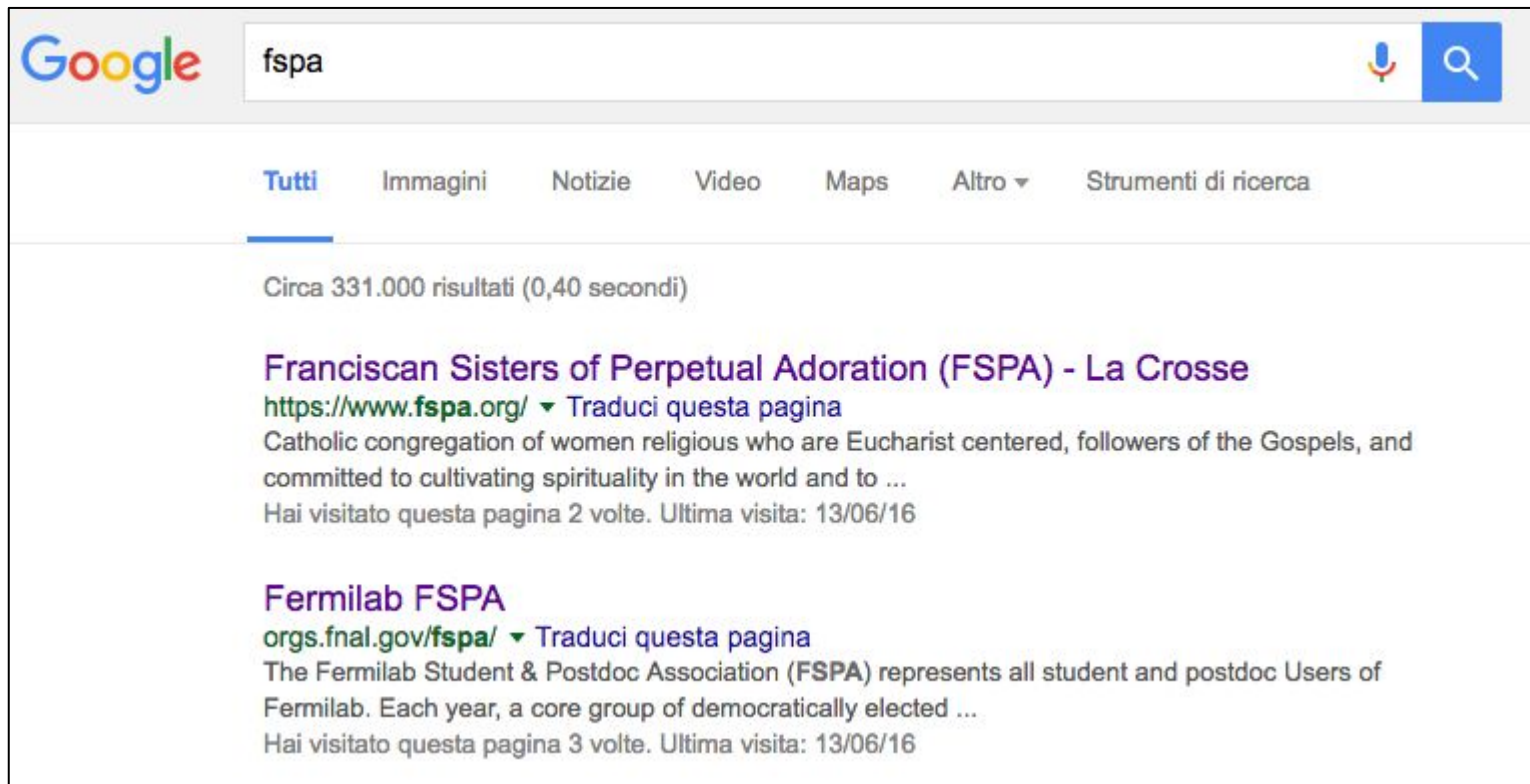 Google fspa
Tutti Immagini Notizie Video Maps Altro Strumenti di ricerca
Circa 331.000 risultati (0,40 secondi)
Franciscan Sisters of Perpetual Adoration (FSPA) - La Crosse
https://www.fspa.org/ Traduci questa pagina
Catholic congregation of women religious who are Eucharist centered, followers of the Gospels, and
committed to cultivating spirituality in the world and to ...
Hai visitato questa pagina 2 volte. Ultima visita: 13/06/16
Fermilab FSPA
orgs.fnal.gov/fspa/ Traduci questa pagina
The Fermilab Student & Postdoc Association (FSPA) represents all student and postdoc Users of
Fermilab. Each year, a core group of democratically elected ...
Hai visitato questa pagina 3 volte. Ultima visita: 13/06/16